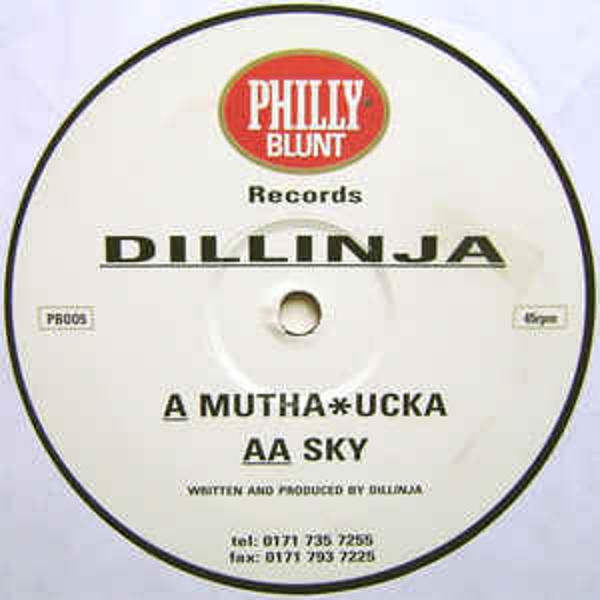 PHILLY
BLUNT
Records
DILLINJA
PB005
45rpm
A MUTHA*UCKA
AA SKY
WRITTEN AND PRODUCED BY DILLINJA
tel: 0171 735 7255
fax: 0171 793 7225